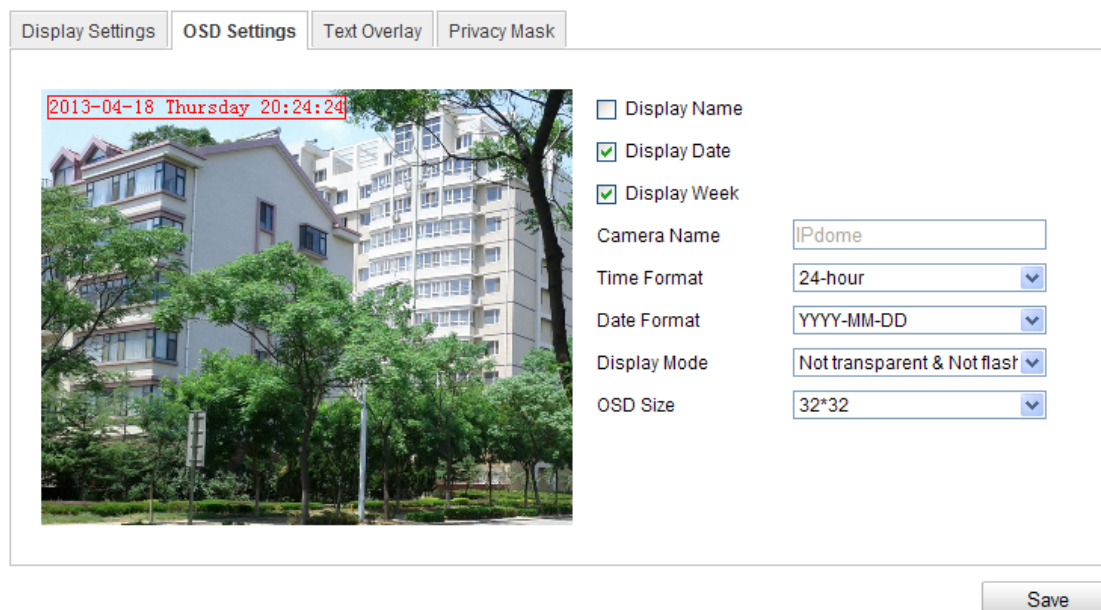 Display Settings
OSD Settings
Text Overlay
Privacy Mask
2013-04-18 Thursday 20:24:24
Display Name
Display Date
Display Week
Camera Name
IPdome
Time Format
24-hour
Date Format
YYYY-MM-DD
Display Mode
Not transparent & Not flash
OSD Size
32*32
Save